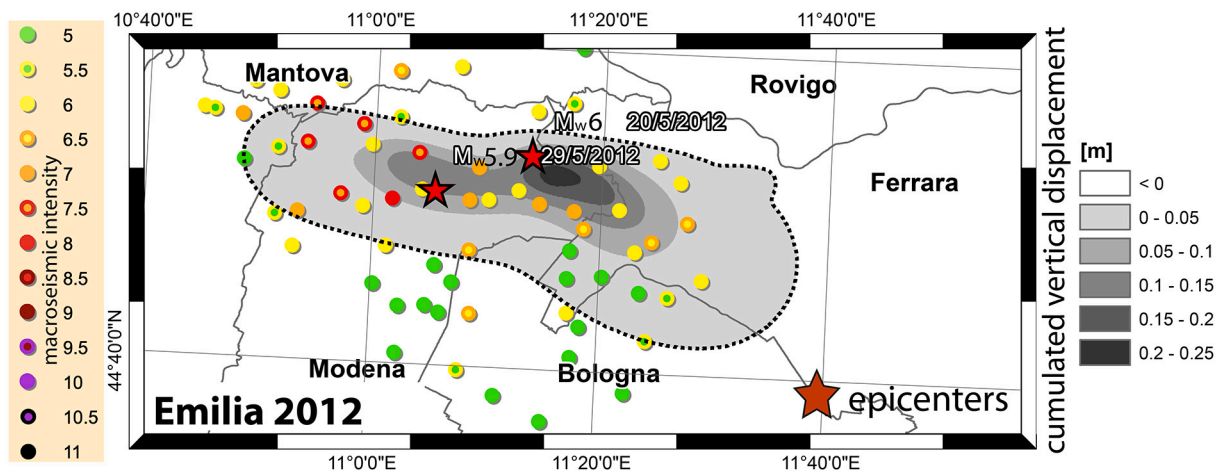 10°40'0"E
11°00'0"E
11°20'0"E
11°40'0"E
5
5.5
6
6.5
7
7.5
8
8.5
9
9.5
10
10.5
11
macroseismic intensity
Mantova
Rovigo
Mw6 20/5/2012
Mw5.9 29/5/2012
Ferrara
44°40'0"N
Modena
Bologna
Emilia 2012
epicenters
11°00'0"E
11°20'0"E
11°40'0"E
cumulated vertical displacement
[m]
< 0
0 - 0.05
0.05 - 0.1
0.1 - 0.15
0.15 - 0.2
0.2 - 0.25